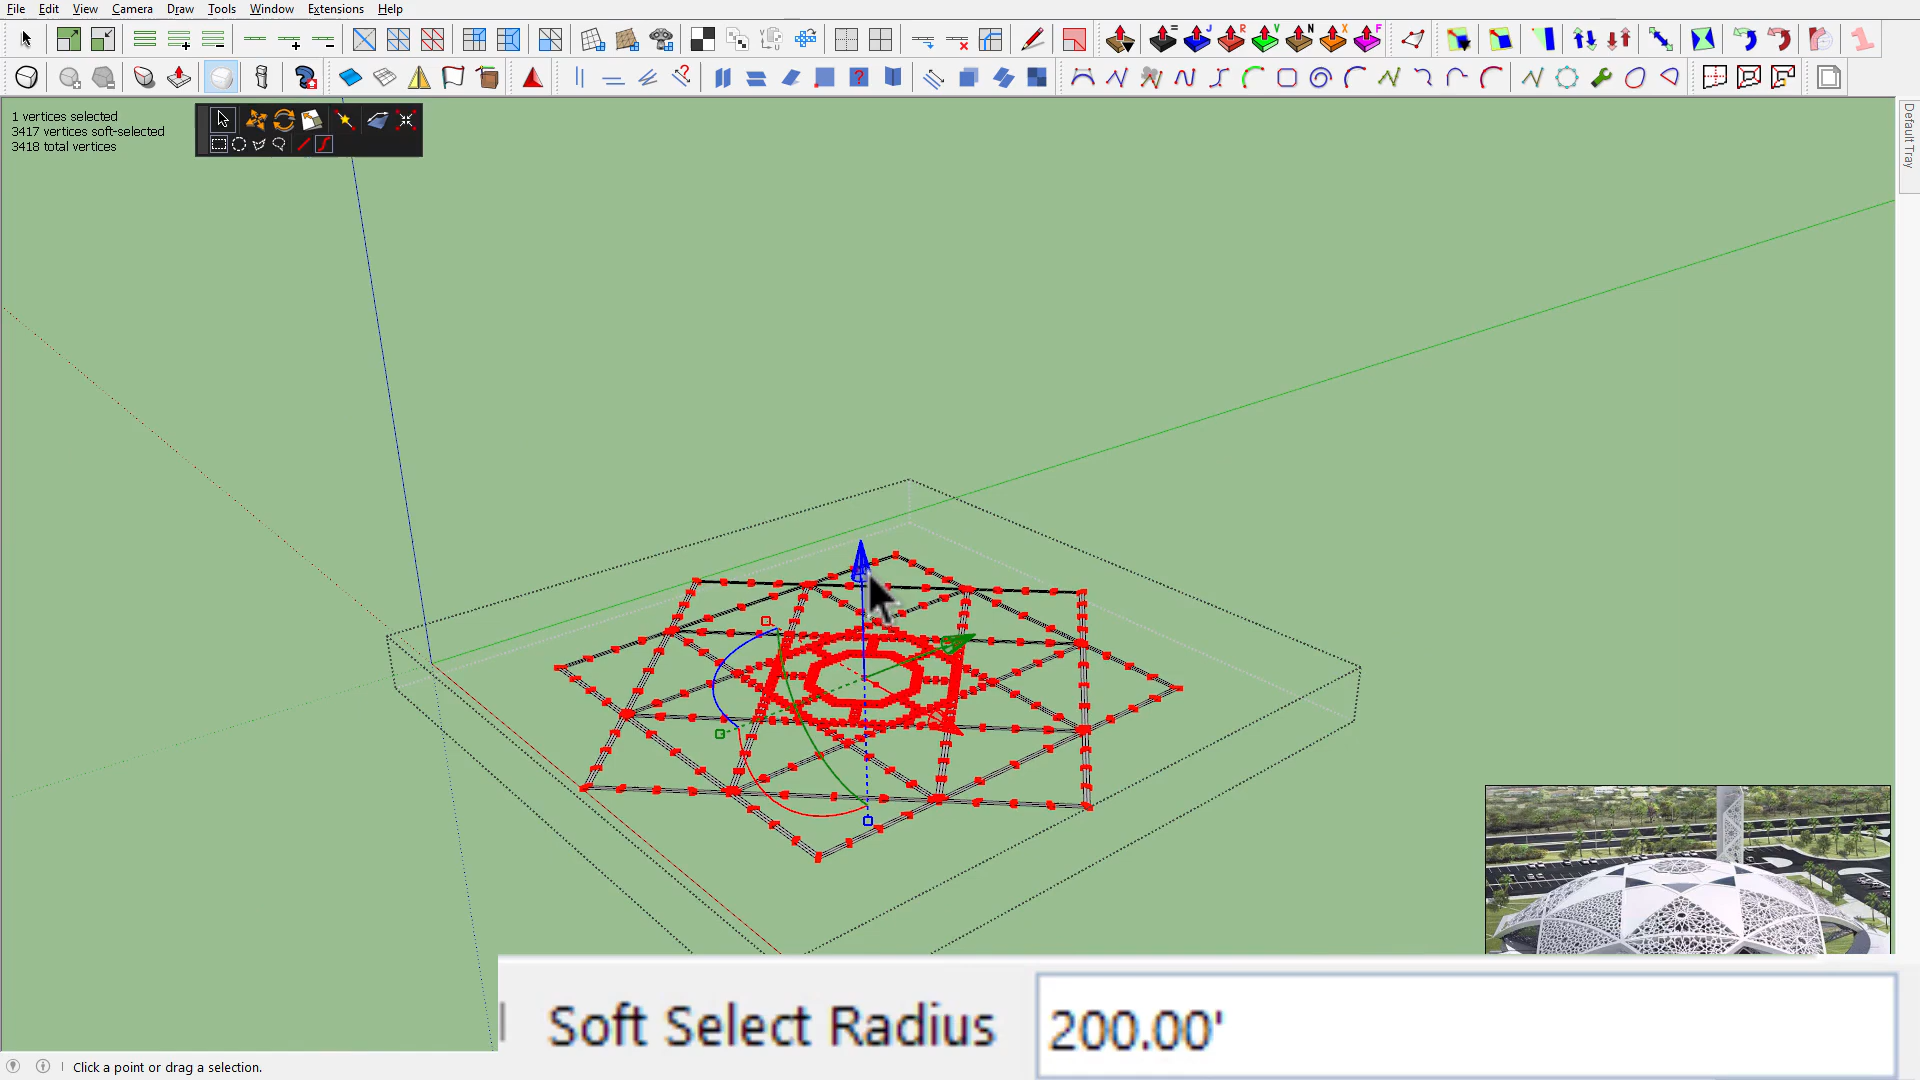 File Edit View Camera Draw Tools Window Extensions Help
1 vertices selected
3417 vertices soft-selected
3418 total vertices
Default Tray
Soft Select Radius 200.00'
Click a point or drag a selection.